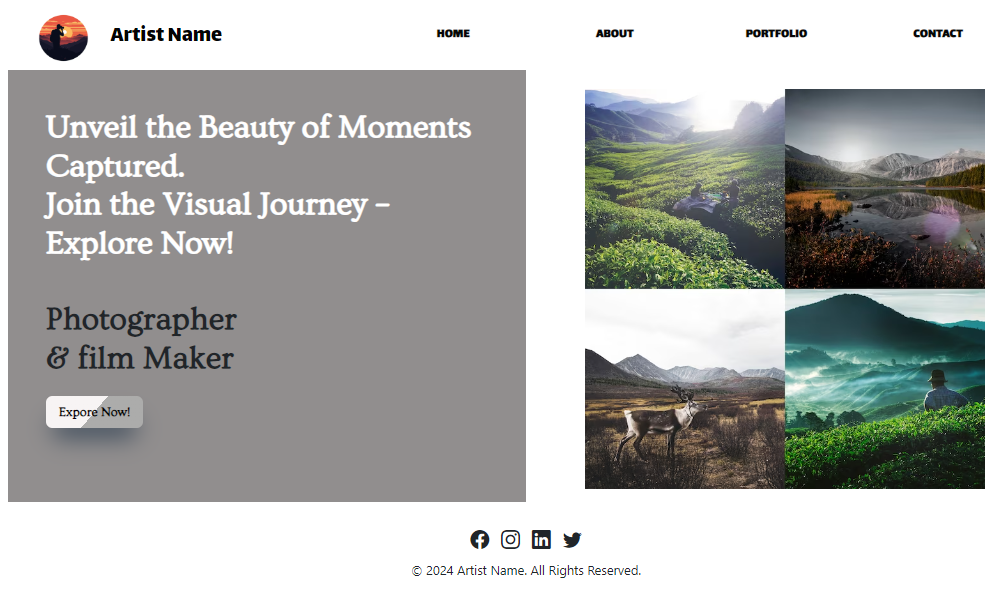 Artist Name
HOME
ABOUT
PORTFOLIO
CONTACT
Unveil the Beauty of Moments
Captured.
Join the Visual Journey –
Explore Now!
Photographer
& film Maker
Expore Now!
© 2024 Artist Name. All Rights Reserved.